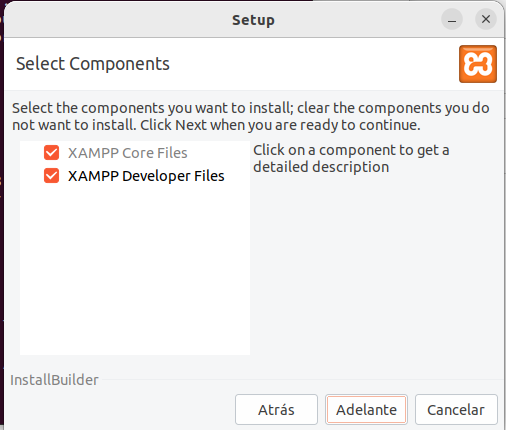 Setup
Select Components
Select the components you want to install; clear the components you do
not want to install. Click Next when you are ready to continue.
XAMPP Core Files
XAMPP Developer Files
Click on a component to get a
detailed description
InstallBuilder
Atrás
Adelante
Cancelar